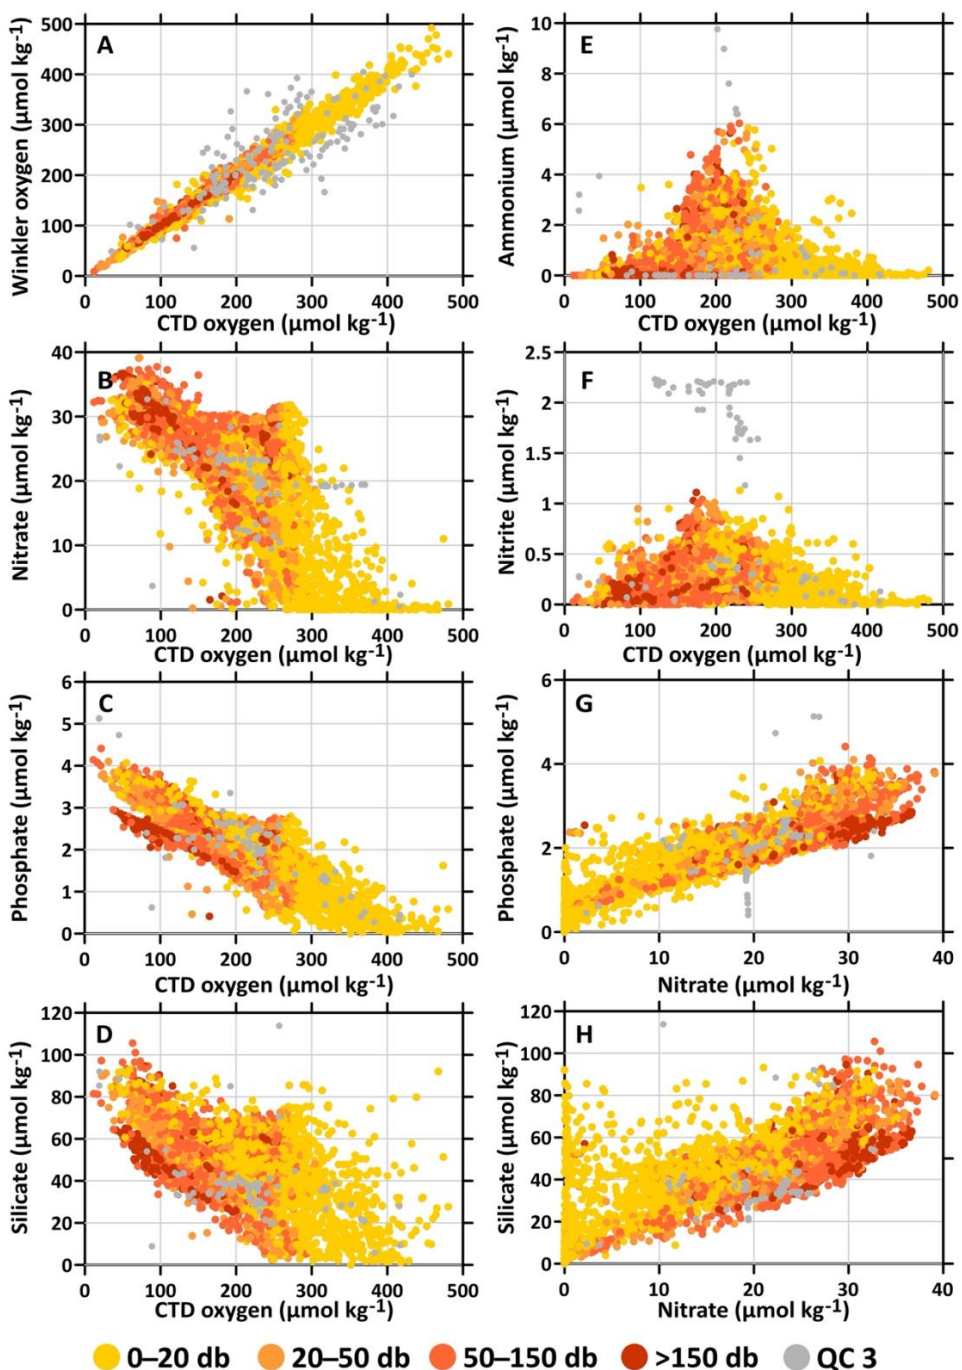 A
Winkler oxygen (µmol kg-1)
500
400
300
200
100
0
0 100 200 300 400 500
CTD oxygen (µmol kg-1)
E
Ammonium (µmol kg-1)
10
8
6
4
2
0
0 100 200 300 400 500
CTD oxygen (µmol kg-1)
B
Nitrate (µmol kg-1)
40
30
20
10
0
0 100 200 300 400 500
CTD oxygen (µmol kg-1)
F
Nitrite (µmol kg-1)
2.5
2
1.5
1
0.5
0
0 100 200 300 400 500
CTD oxygen (µmol kg-1)
C
Phosphate (µmol kg-1)
6
5
4
3
2
1
0
0 100 200 300 400 500
CTD oxygen (µmol kg-1)
G
Phosphate (µmol kg-1)
6
4
2
0
0 10 20 30 40
Nitrate (µmol kg-1)
D
Silicate (µmol kg-1)
120
100
80
60
40
20
0
0 100 200 300 400 500
CTD oxygen (µmol kg-1)
H
Silicate (µmol kg-1)
120
100
80
60
40
20
0
0 10 20 30 40
Nitrate (µmol kg-1)
0–20 db 20–50 db 50–150 db >150 db QC 3